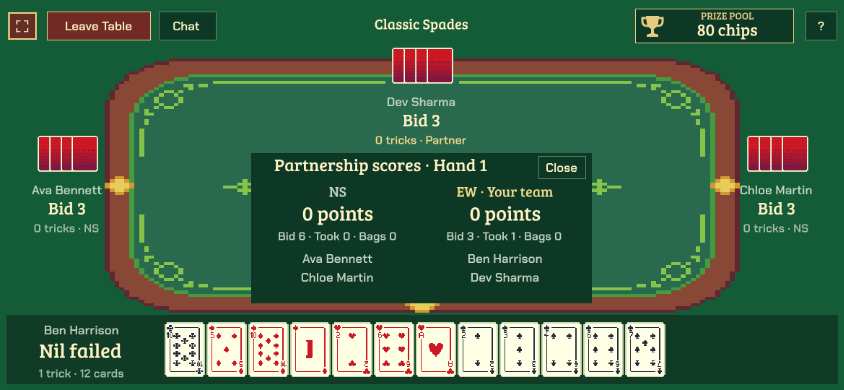 Leave Table
Chat
Classic Spades
PRIZE POOL
80 chips
?
Dev Sharma
Bid 3
0 tricks · Partner
Ava Bennett
Bid 3
0 tricks · NS
Chloe Martin
Bid 3
0 tricks · NS
Partnership scores · Hand 1
Close
NS
0 points
Bid 6 · Took 0 · Bags 0
Ava Bennett
Chloe Martin
EW · Your team
0 points
Bid 3 · Took 1 · Bags 0
Ben Harrison
Dev Sharma
Ben Harrison
Nil failed
1 trick · 12 cards